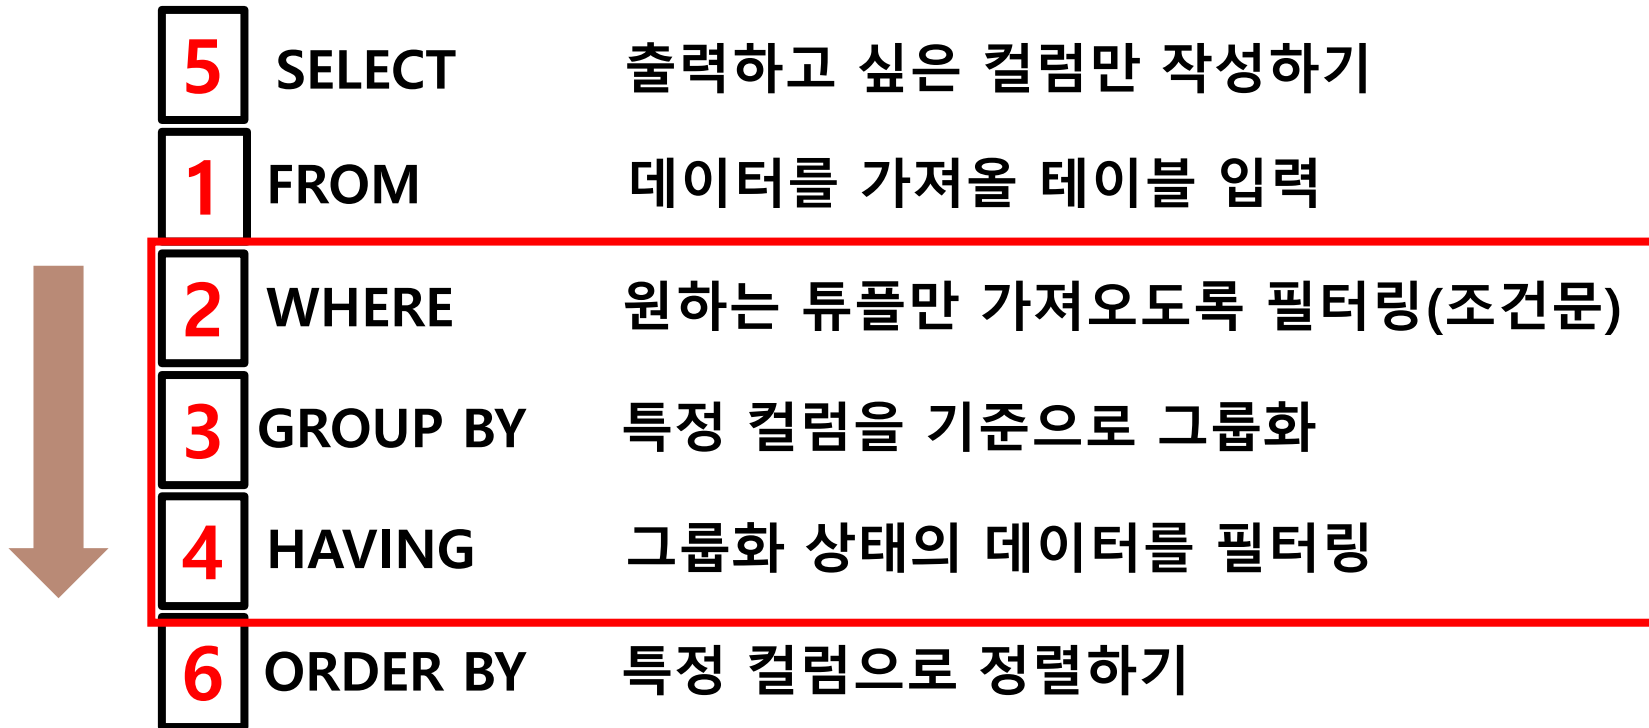 5 SELECT 출력하고 싶은 컬럼만 작성하기
1 FROM 데이터를 가져올 테이블 입력
2 WHERE 원하는 튜플만 가져오도록 필터링(조건문)
3 GROUP BY 특정 컬럼을 기준으로 그룹화
4 HAVING 그룹화 상태의 데이터를 필터링
6 ORDER BY 특정 컬럼으로 정렬하기